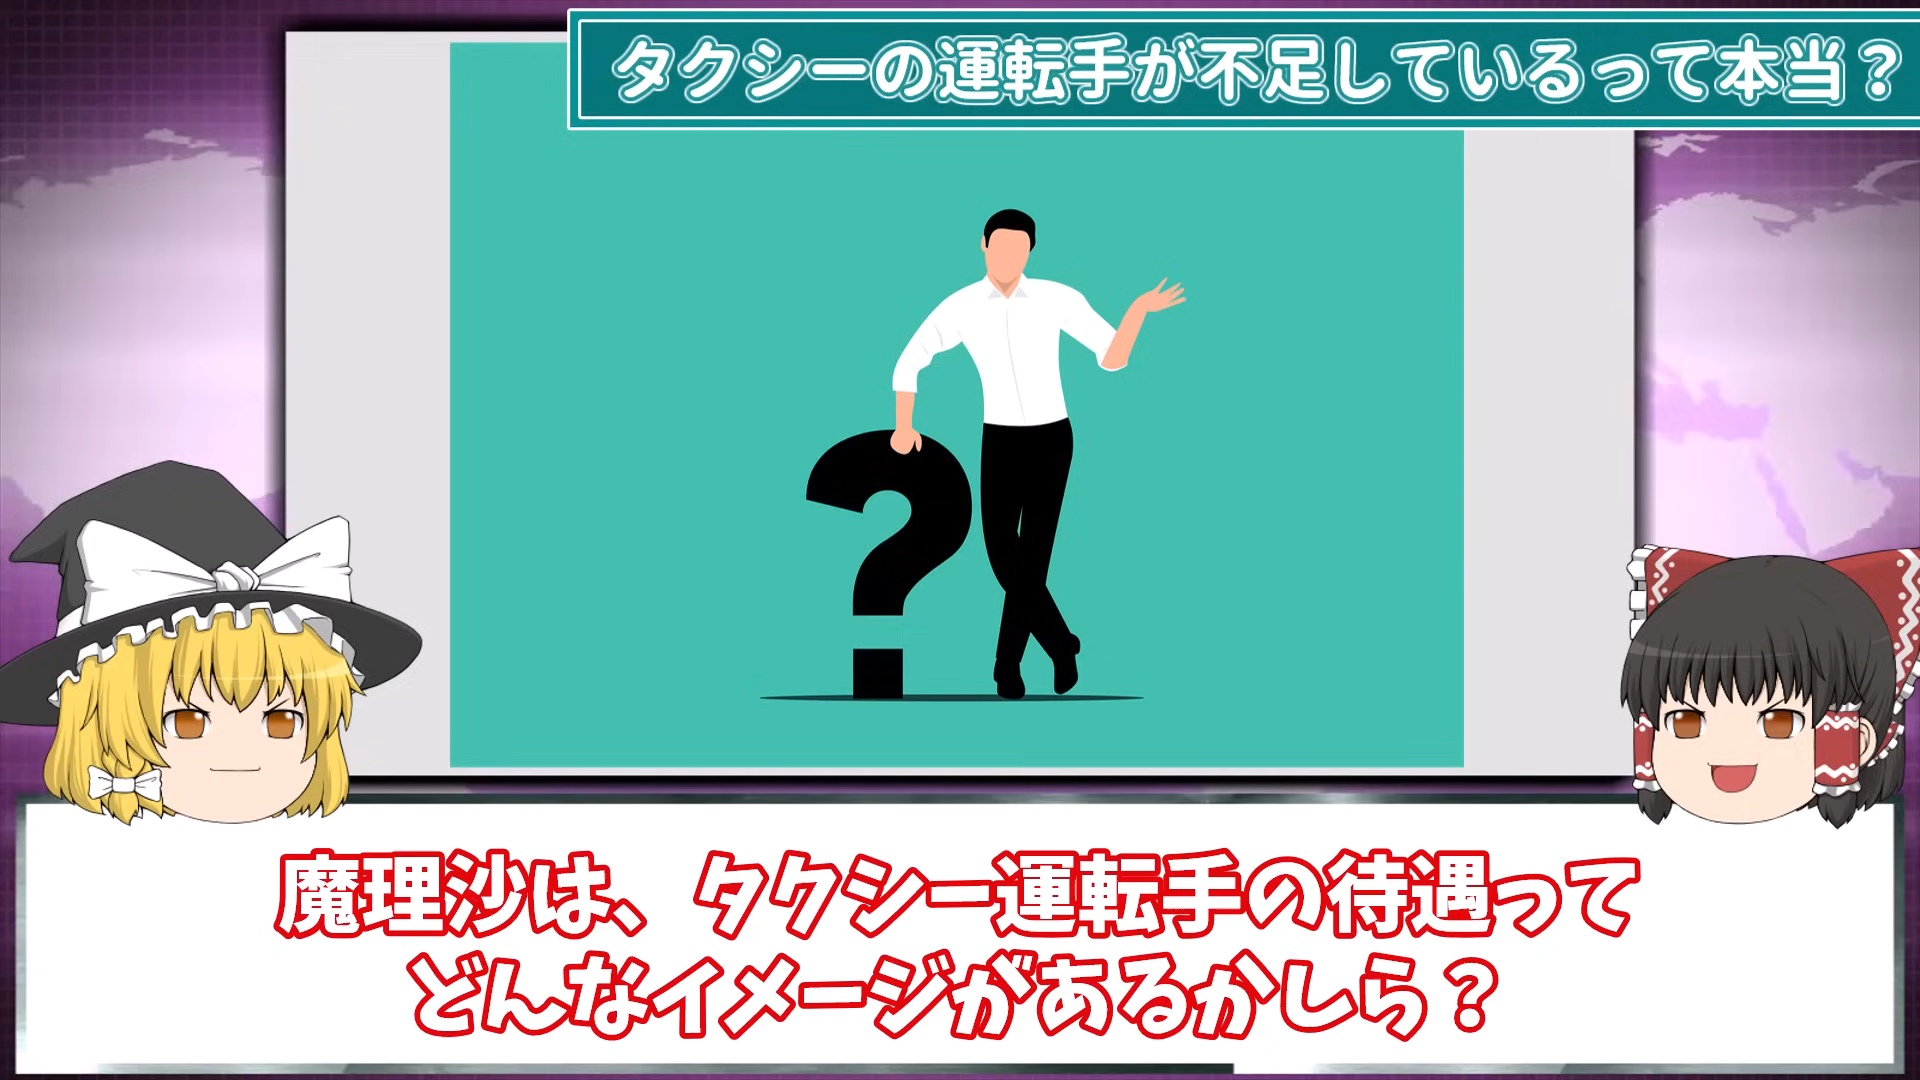 タクシーの運転手が不足しているって本当？
魔理沙は、タクシー運転手の待遇って
どんなイメージがあるかしら？